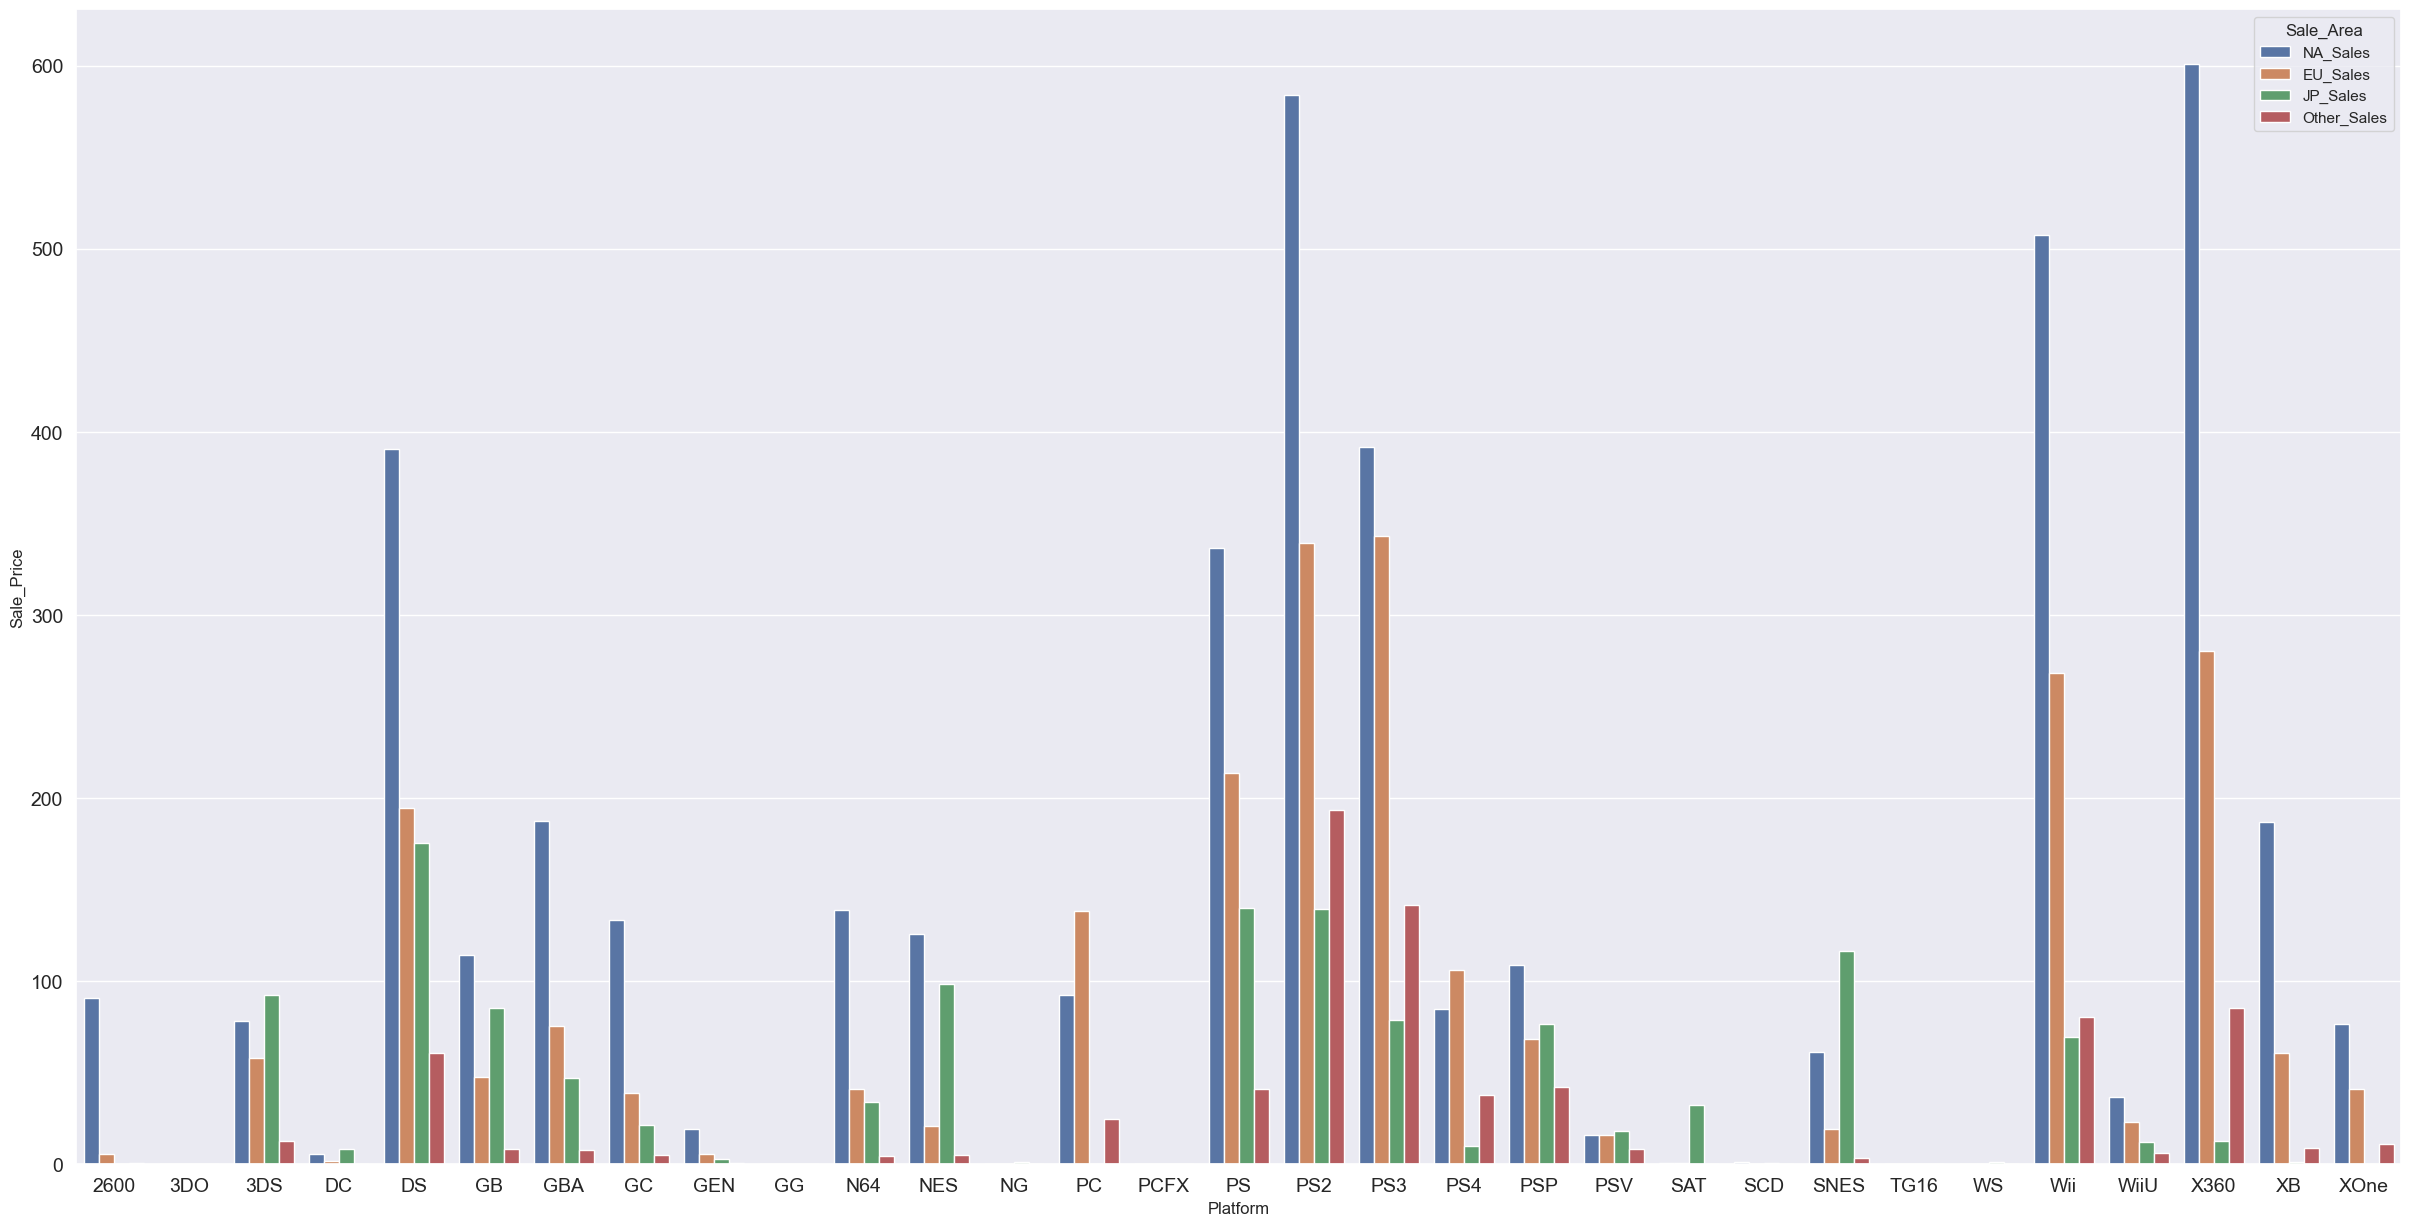 Sale_Area
NA_Sales
EU_Sales
JP_Sales
Other_Sales
Sale_Price
600
500
400
300
200
100
0
2600 3DO 3DS DC DS GB GBA GC GEN GG N64 NES NG PC PCFX PS PS2 PS3 PS4 PSP PSV SAT SCD SNES TG16 WS Wii WiiU X360 XB XOne
Platform